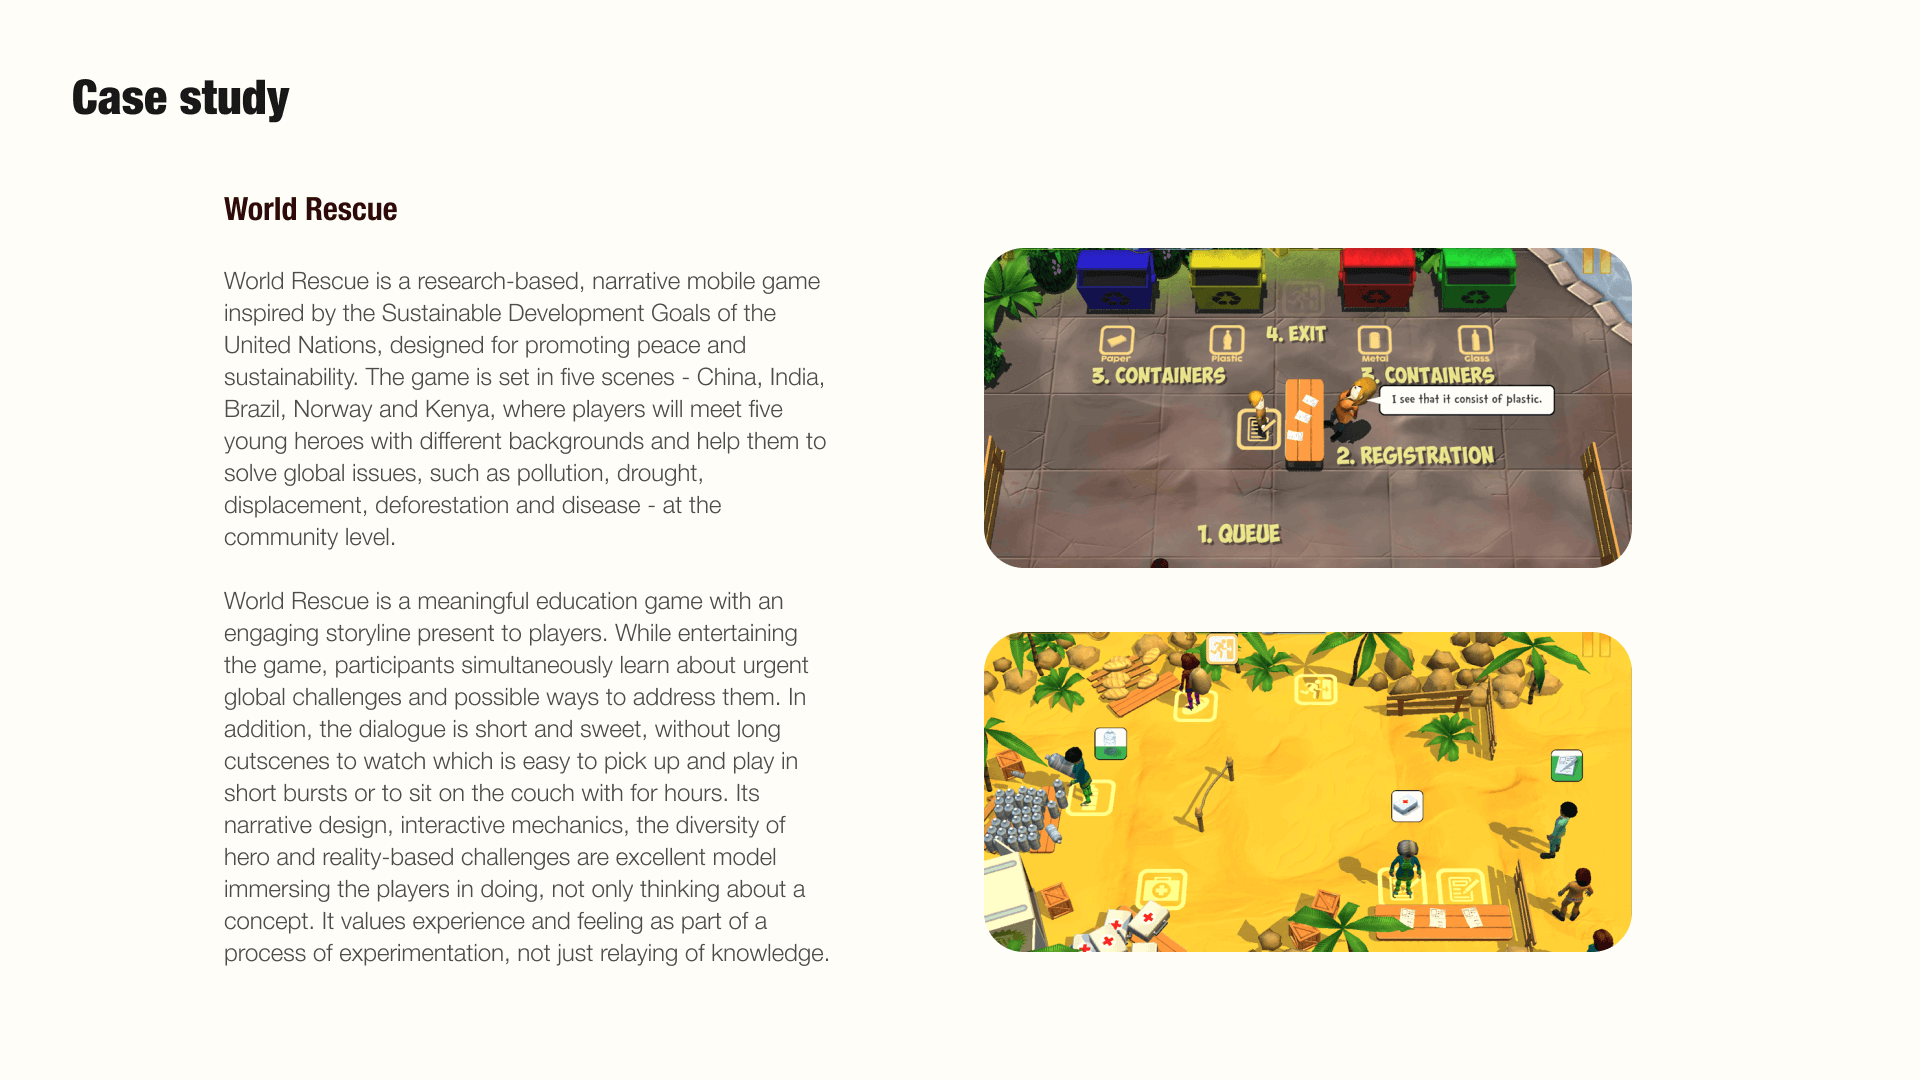 Case study
World Rescue
World Rescue is a research-based, narrative mobile game
inspired by the Sustainable Development Goals of the
United Nations, designed for promoting peace and
sustainability. The game is set in five scenes - China, India,
Brazil, Norway and Kenya, where players will meet five
young heroes with different backgrounds and help them to
solve global issues, such as pollution, drought,
displacement, deforestation and disease - at the
community level.
World Rescue is a meaningful education game with an
engaging storyline present to players. While entertaining
the game, participants simultaneously learn about urgent
global challenges and possible ways to address them. In
addition, the dialogue is short and sweet, without long
cutscenes to watch which is easy to pick up and play in
short bursts or to sit on the couch with for hours. Its
narrative design, interactive mechanics, the diversity of
hero and reality-based challenges are excellent model
immersing the players in doing, not only thinking about a
concept. It values experience and feeling as part of a
process of experimentation, not just relaying of knowledge.
4. EXIT
Paper Plastic Metal Glass
3. CONTAINERS 3. CONTAINERS
I see that it consist of plastic.
2. REGISTRATION
1. QUEUE